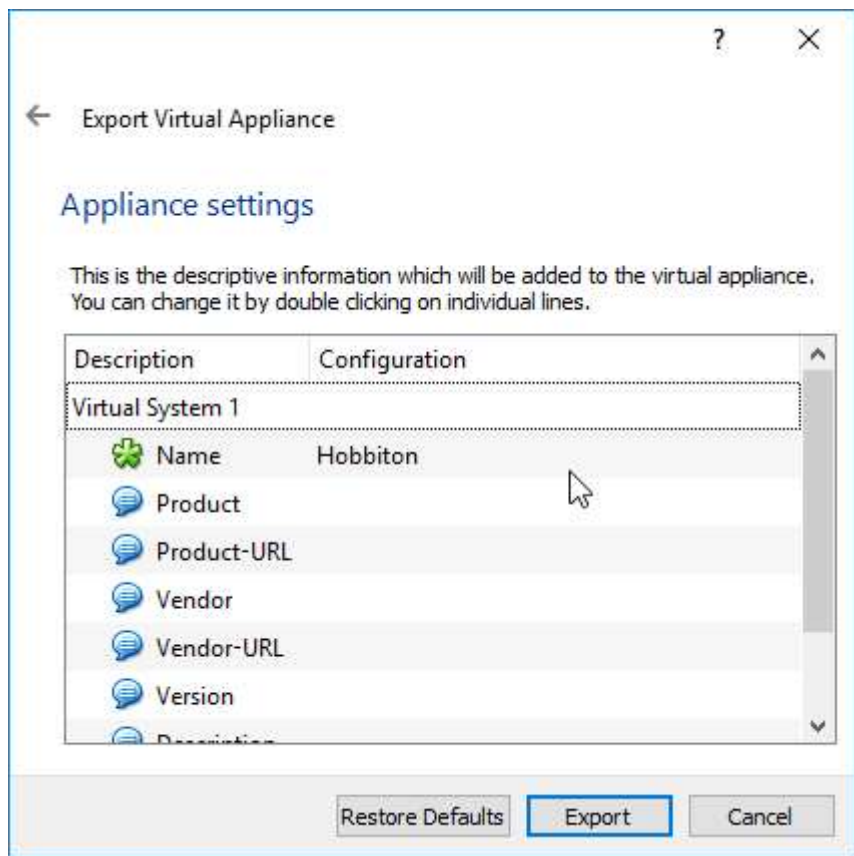 ?
Export Virtual Appliance
Appliance settings
This is the descriptive information which will be added to the virtual appliance.
You can change it by double clicking on individual lines.
Description Configuration
Virtual System 1
Name Hobbiton
Product
Product-URL
Vendor
Vendor-URL
Version
Description
Restore Defaults Export Cancel